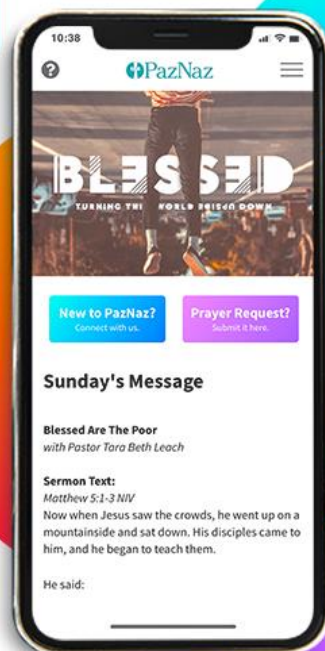 10:38
PazNaz
BLESSED
TURNING THE WORLD UPSIDE DOWN
New to PazNaz?
Connect with us.
Prayer Request?
Submit it here.
Sunday's Message
Blessed Are The Poor
with Pastor Tara Beth Leach
Sermon Text:
Matthew 5:1-3 NIV
Now when Jesus saw the crowds, he went up on a
mountainside and sat down. His disciples came to
him, and he began to teach them.
He said: